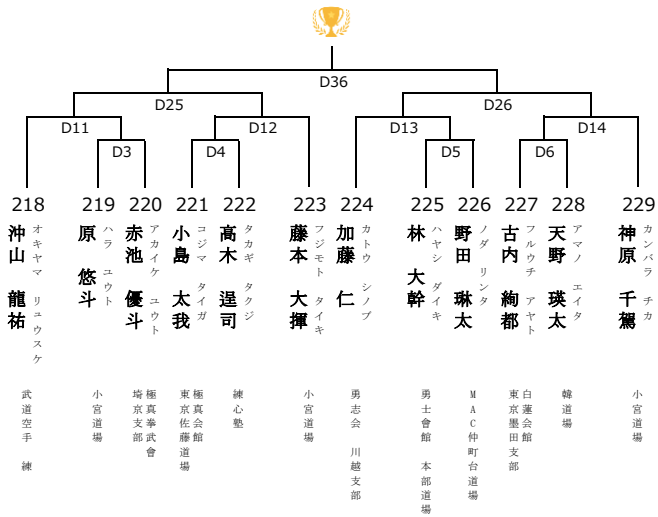 D36
D25
D26
D11
D12
D13
D14
D3
D4
D5
D6
218
219
220
221
222
223
224
225
226
227
228
229
沖山 龍祐
オキヤマ リュウスケ
原 悠斗
ハラ ユウト
赤池 優斗
アカイケ ユウト
小島 太我
コジマ タイガ
高木 逞司
タカギ タクジ
藤本 大揮
フジモト タイキ
加藤 仁
カトウ シノブ
林 大幹
ハヤシ ダイキ
野田 琳太
ノダ リンタ
古内 絢都
フルウチ アヤト
天野 瑛太
アマノ エイタ
神原 千駕
カンバラ チカ
武道空手 練
小宮道場
極真拳武會
埼京支部
極真会館
東京佐藤道場
練心塾
小宮道場
勇志会 川越支部
勇士會館 本部道場
MAC仲町台道場
白蓮会館
東京墨田支部
韓道場
小宮道場